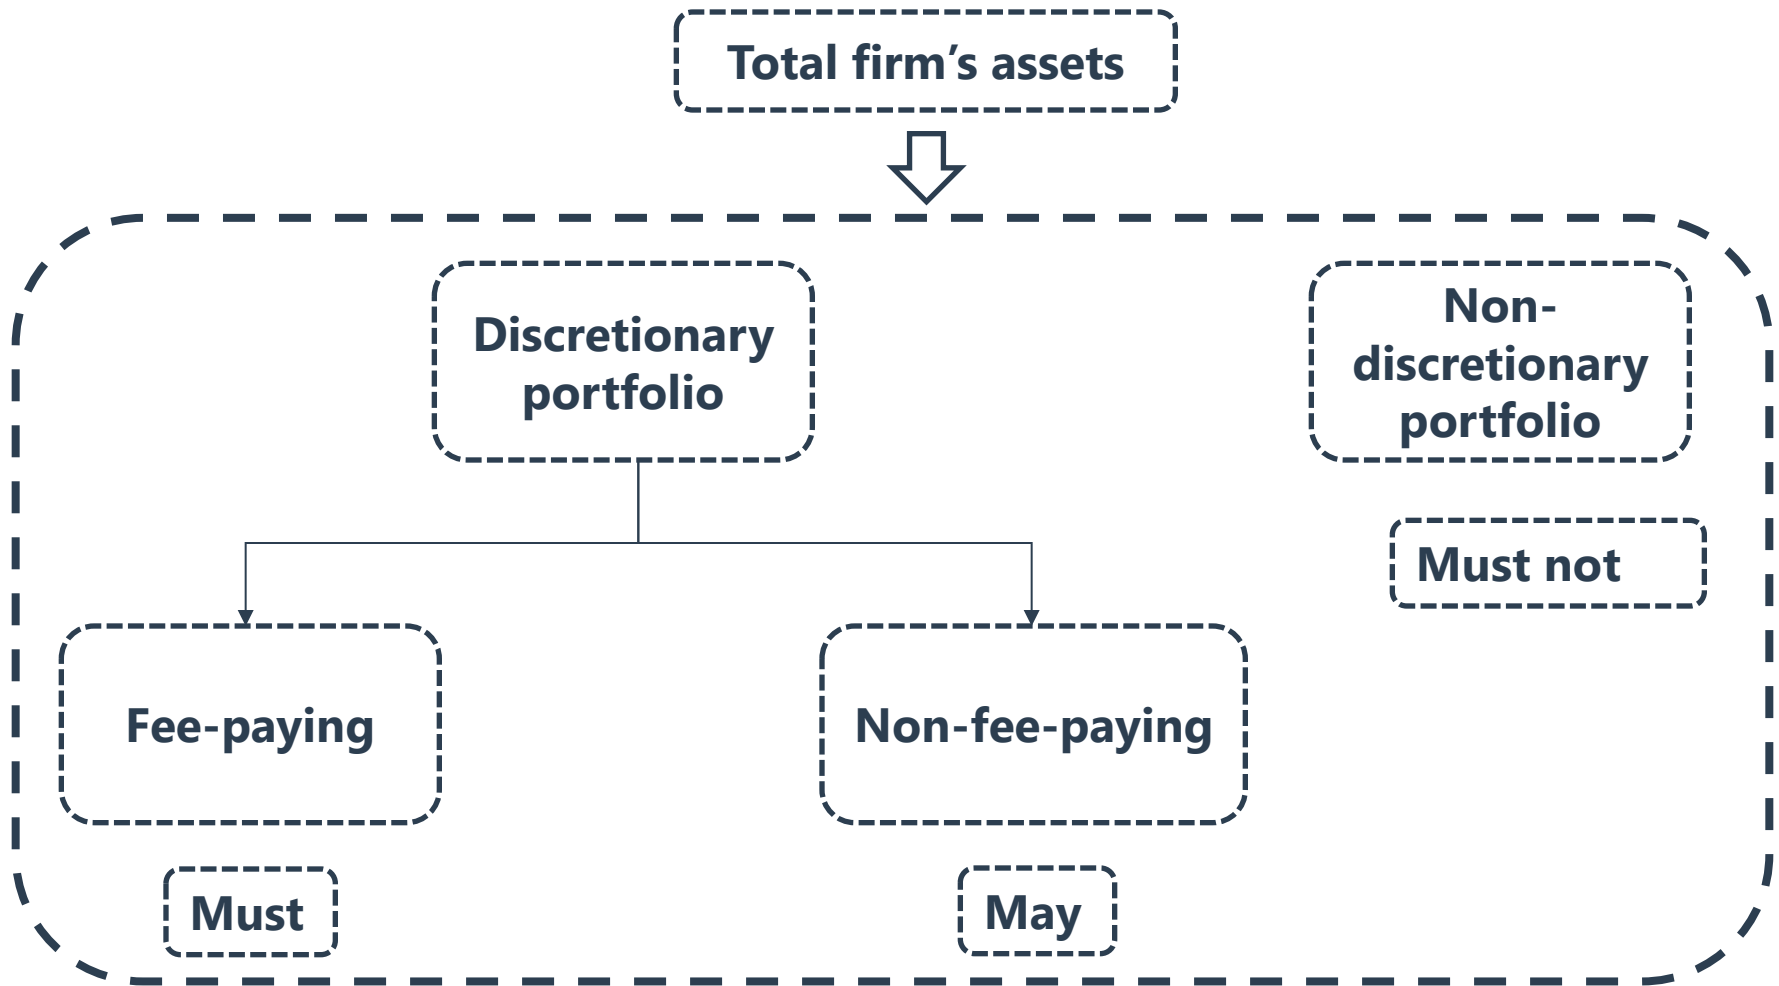 Total firm’s assets
Discretionary
portfolio
Non-
discretionary
portfolio
Must not
Fee-paying
Non-fee-paying
Must
May